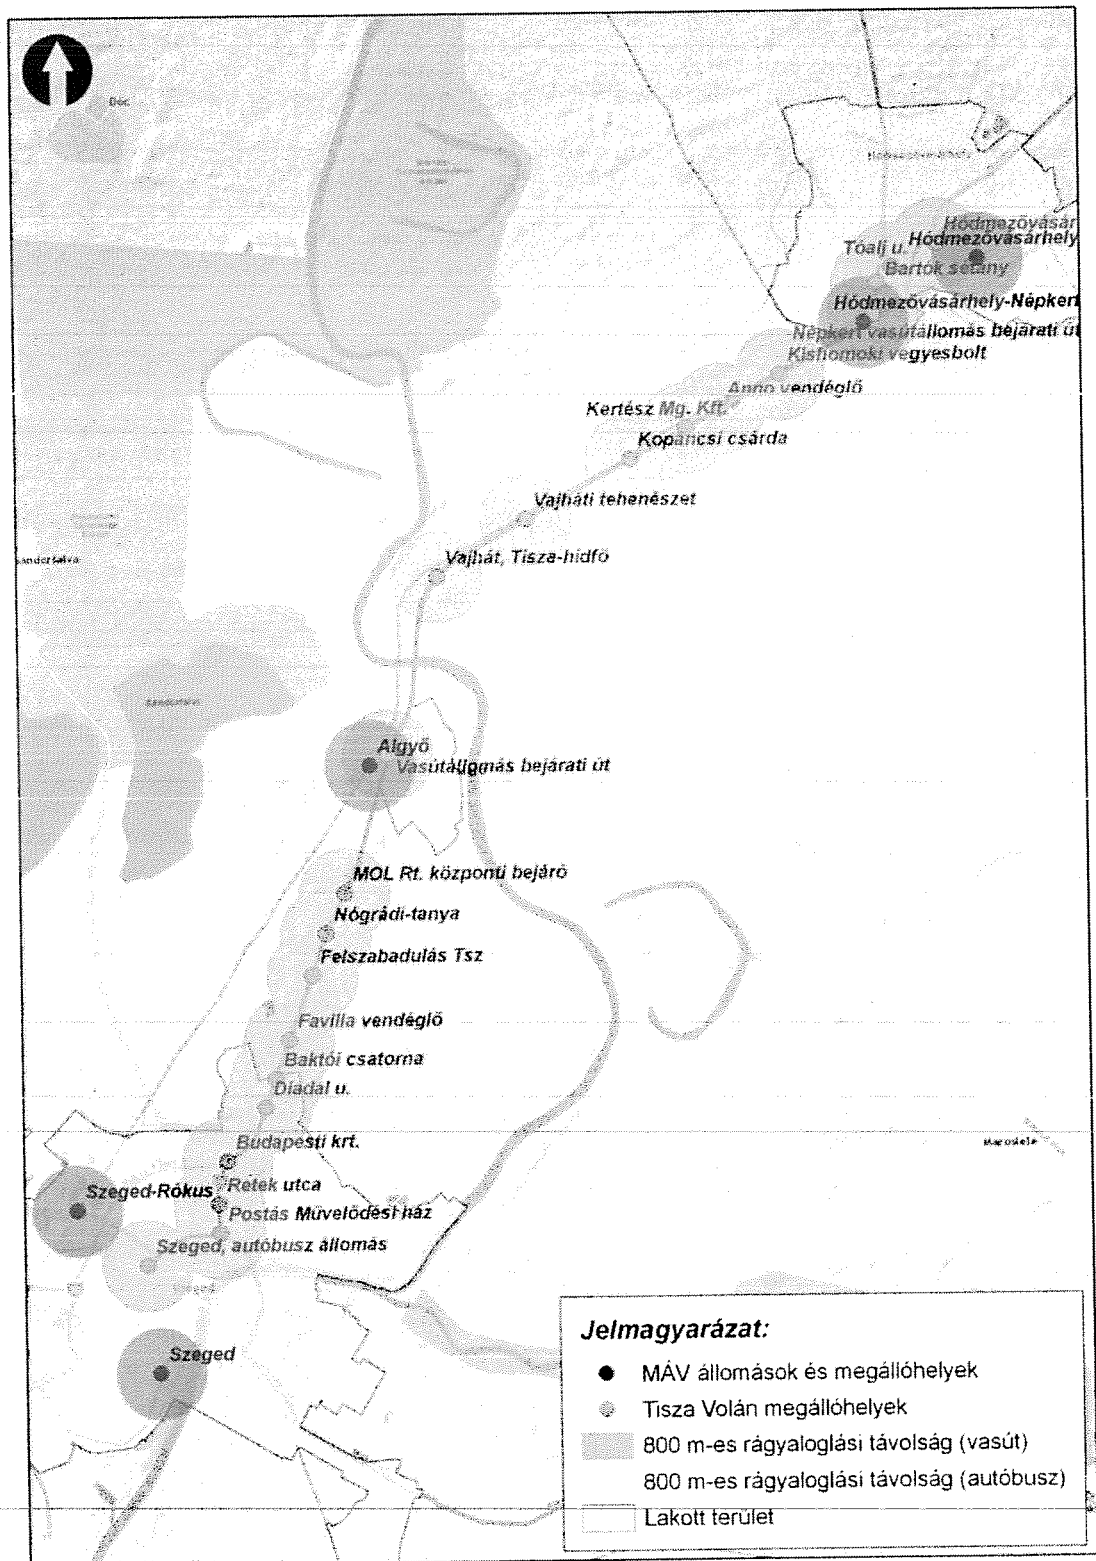 Dóc
Hódmezővásár
Hódmezővásárhely
Tóalj u.
Bartók sétány
Hódmezővásárhely-Népkert
Népkert vasútállomás bejárati út
Kishomoki vegyesbolt
Anno vendéglő
Kertész Mg. Kft.
Kopáncsi csárda
Vajháti tehenészet
Vajhát, Tisza-hídfő
Algyő
Vasútállomás bejárati út
MOL Rt. központi bejáró
Nógrádi-tanya
Felszabadulás Tsz
Favilla vendéglő
Baktói csatorna
Diadal u.
Budapesti krt.
Maroslele
Szeged-Rókus
Retek utca
Postás Művelődési ház
Szeged, autóbusz állomás
Szeged
Szeged
Jelmagyarázat:
MÁV állomások és megállóhelyek
Tisza Volán megállóhelyek
800 m-es rágyaloglási távolság (vasút)
800 m-es rágyaloglási távolság (autóbusz)
Lakott terület